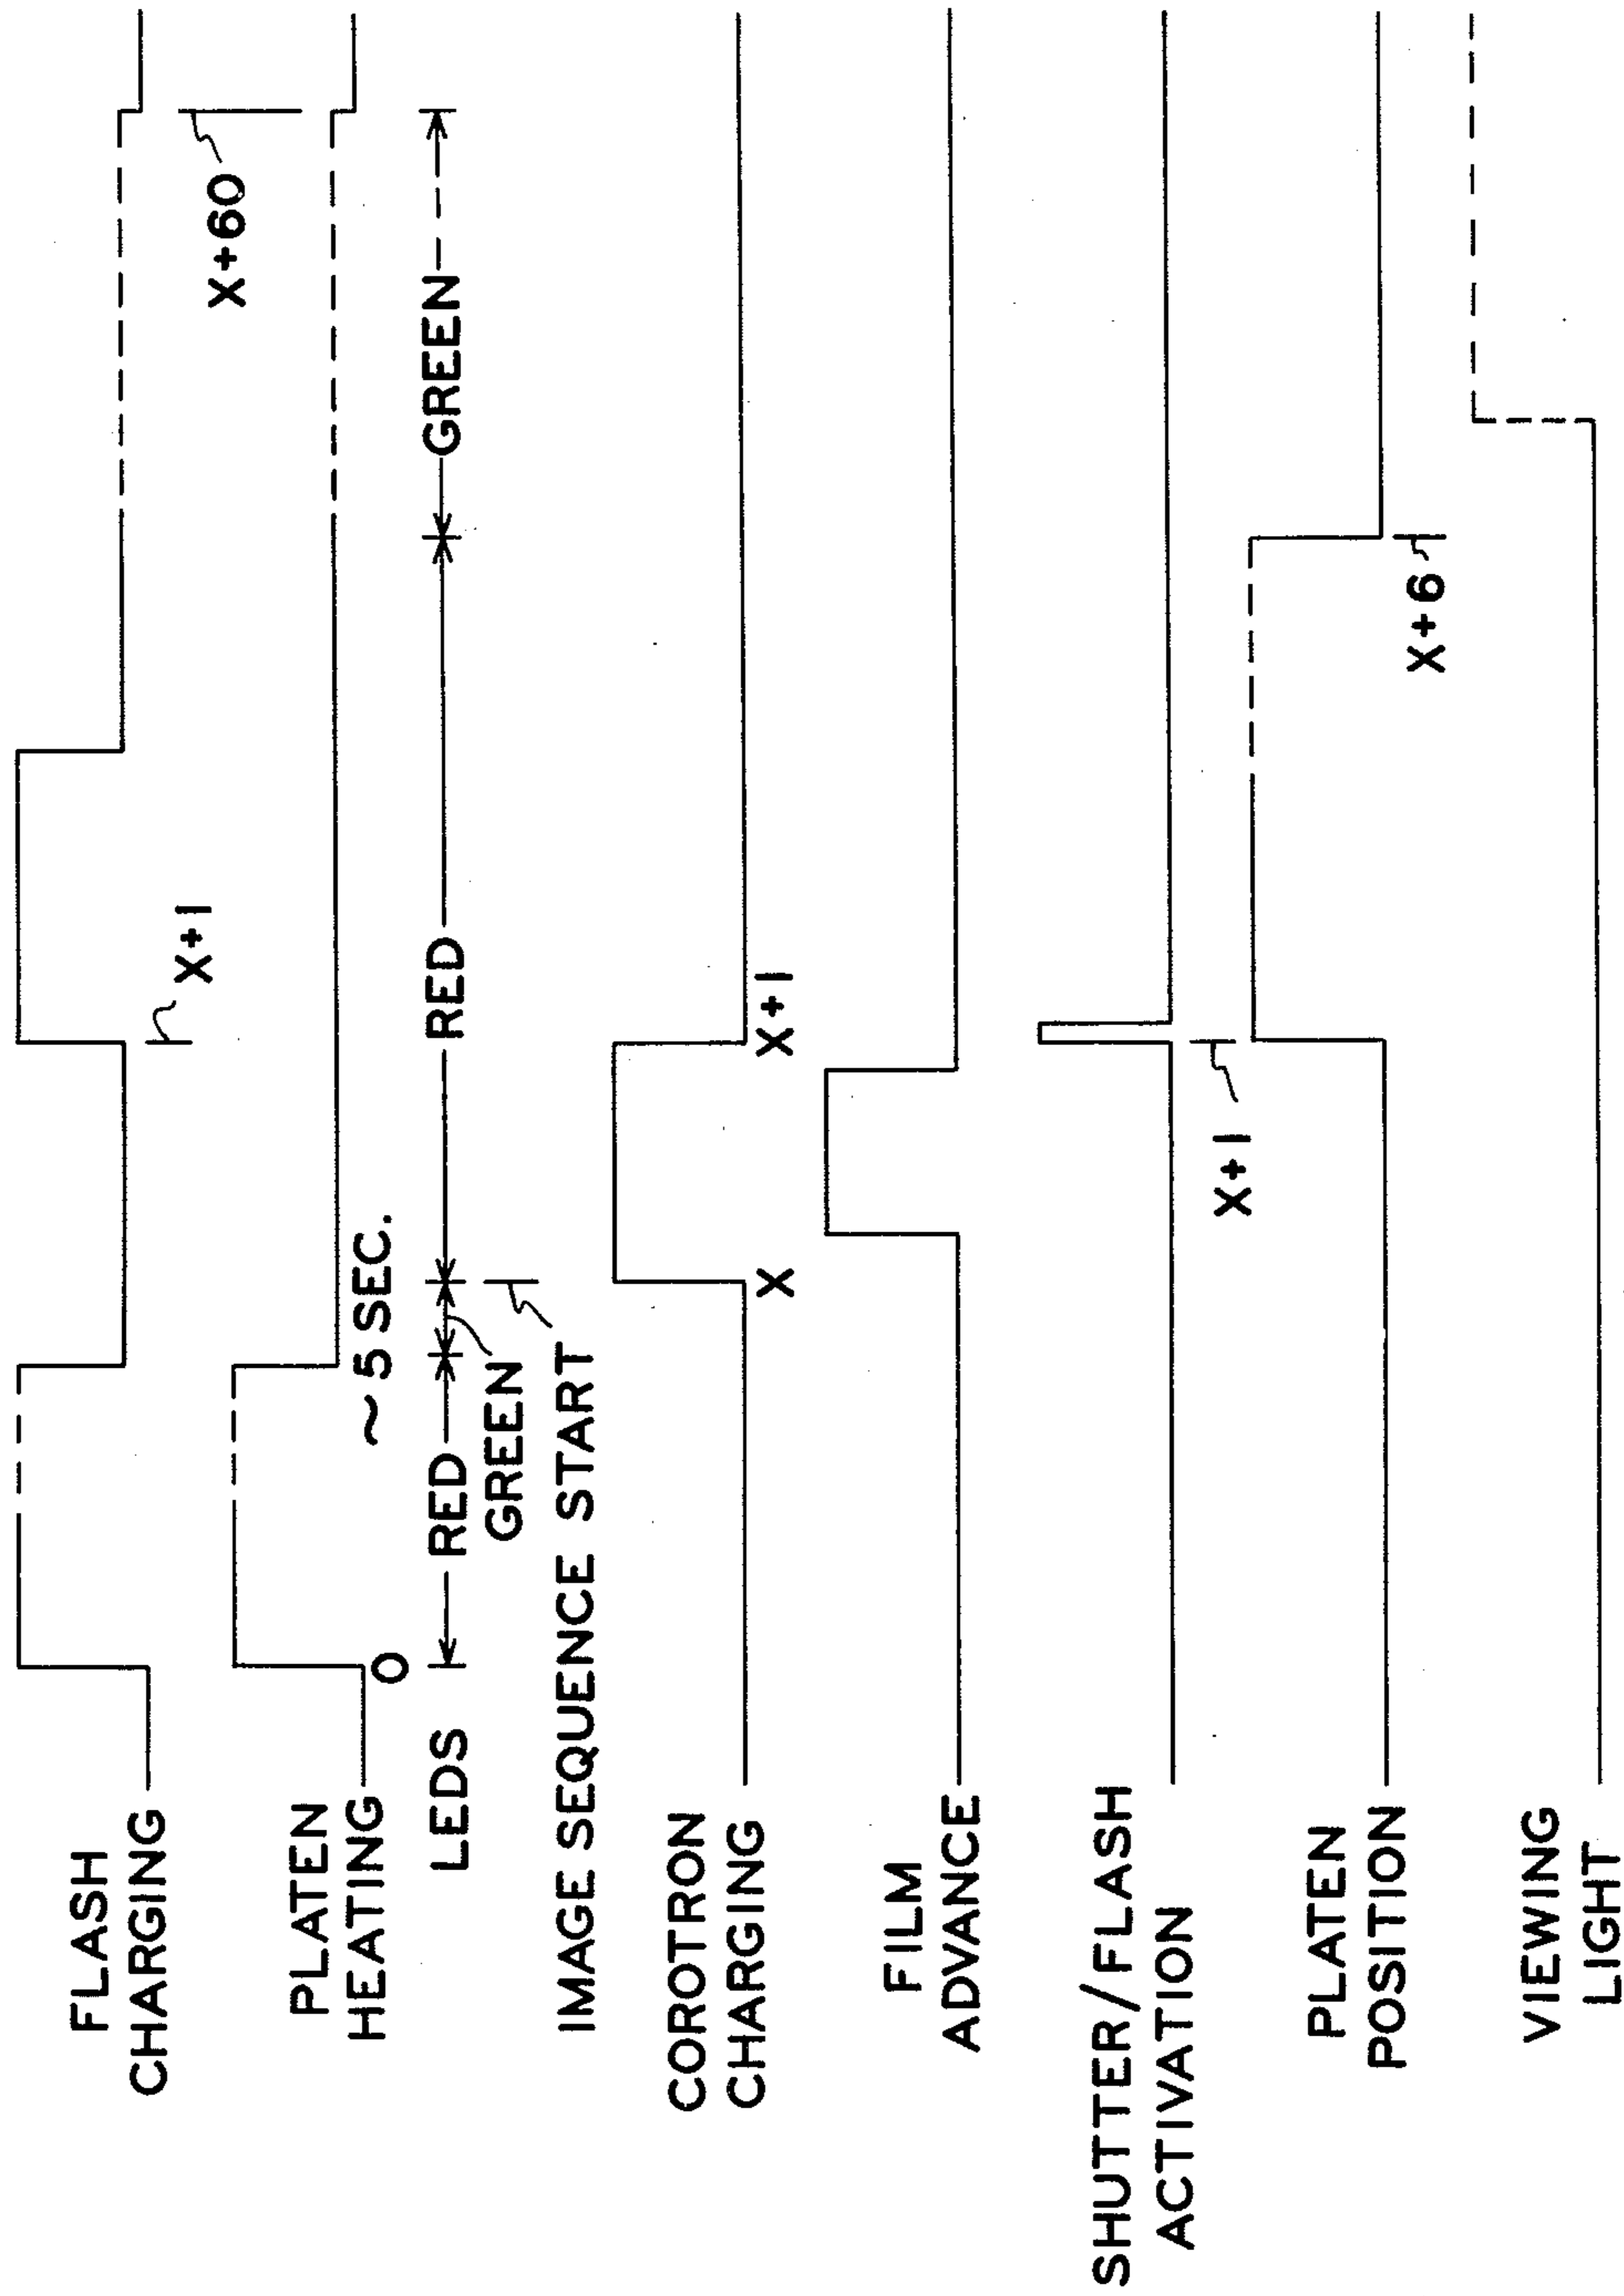 FLASH
CHARGING
X+1
X+60
PLATEN
HEATING
O
~5 SEC.
LEDS
RED
GREEN
RED
GREEN
IMAGE SEQUENCE START
COROTRON
CHARGING
X
X+1
FILM
ADVANCE
SHUTTER/FLASH
ACTIVATION
X+1
PLATEN
POSITION
X+6
VIEWING
LIGHT